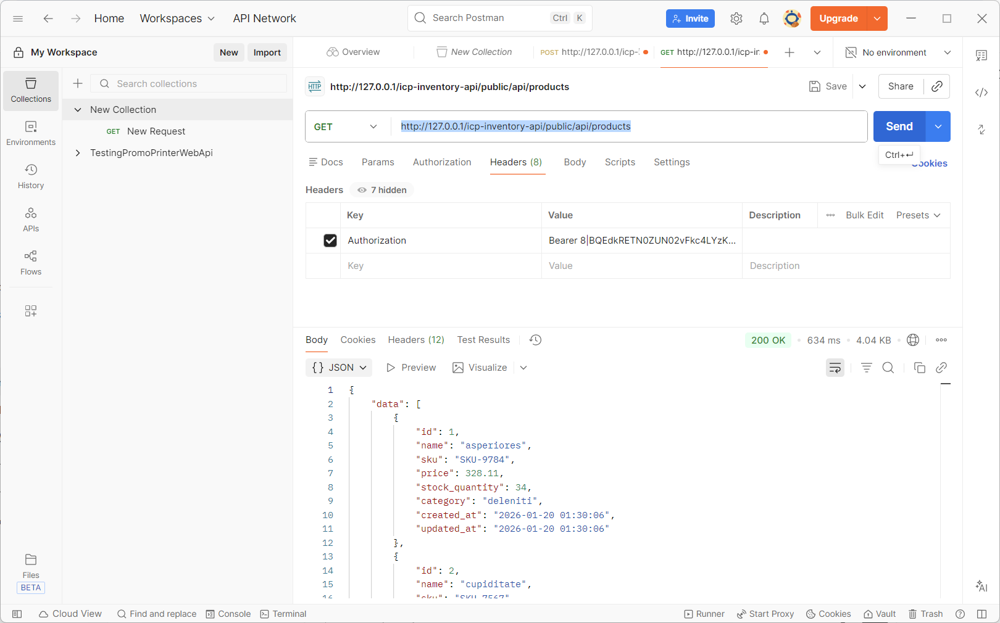 Home Workspaces API Network Search Postman Ctrl K Invite Upgrade
My Workspace New Import Overview New Collection POST http://127.0.0.1/icp- GET http://127.0.0.1/icp-in No environment
Search collections
Collections
Environments
History
APIs
Flows
Files
BETA
New Collection
GET New Request
TestingPromoPrinterWebApi
HTTP http://127.0.0.1/icp-inventory-api/public/api/products Save Share
GET http://127.0.0.1/icp-inventory-api/public/api/products Send
Ctrl+↵
Docs Params Authorization Headers (8) Body Scripts Settings Cookies
Headers 7 hidden
Key Value Description Bulk Edit Presets
Authorization Bearer 8|BQEdkRETN0ZUN02vFkc4LYzK...
Key Value Description
Body Cookies Headers (12) Test Results 200 OK 634 ms 4.04 KB
{} JSON Preview Visualize
1 {
2 "data": [
3 {
4 "id": 1,
5 "name": "asperiores",
6 "sku": "SKU-9784",
7 "price": 328.11,
8 "stock_quantity": 34,
9 "category": "deleniti",
10 "created_at": "2026-01-20 01:30:06",
11 "updated_at": "2026-01-20 01:30:06"
12 },
13 {
14 "id": 2,
15 "name": "cupiditate",
16 "sku": "SKU-7567"
Cloud View Find and replace Console Terminal Runner Start Proxy Cookies Vault Trash
AI